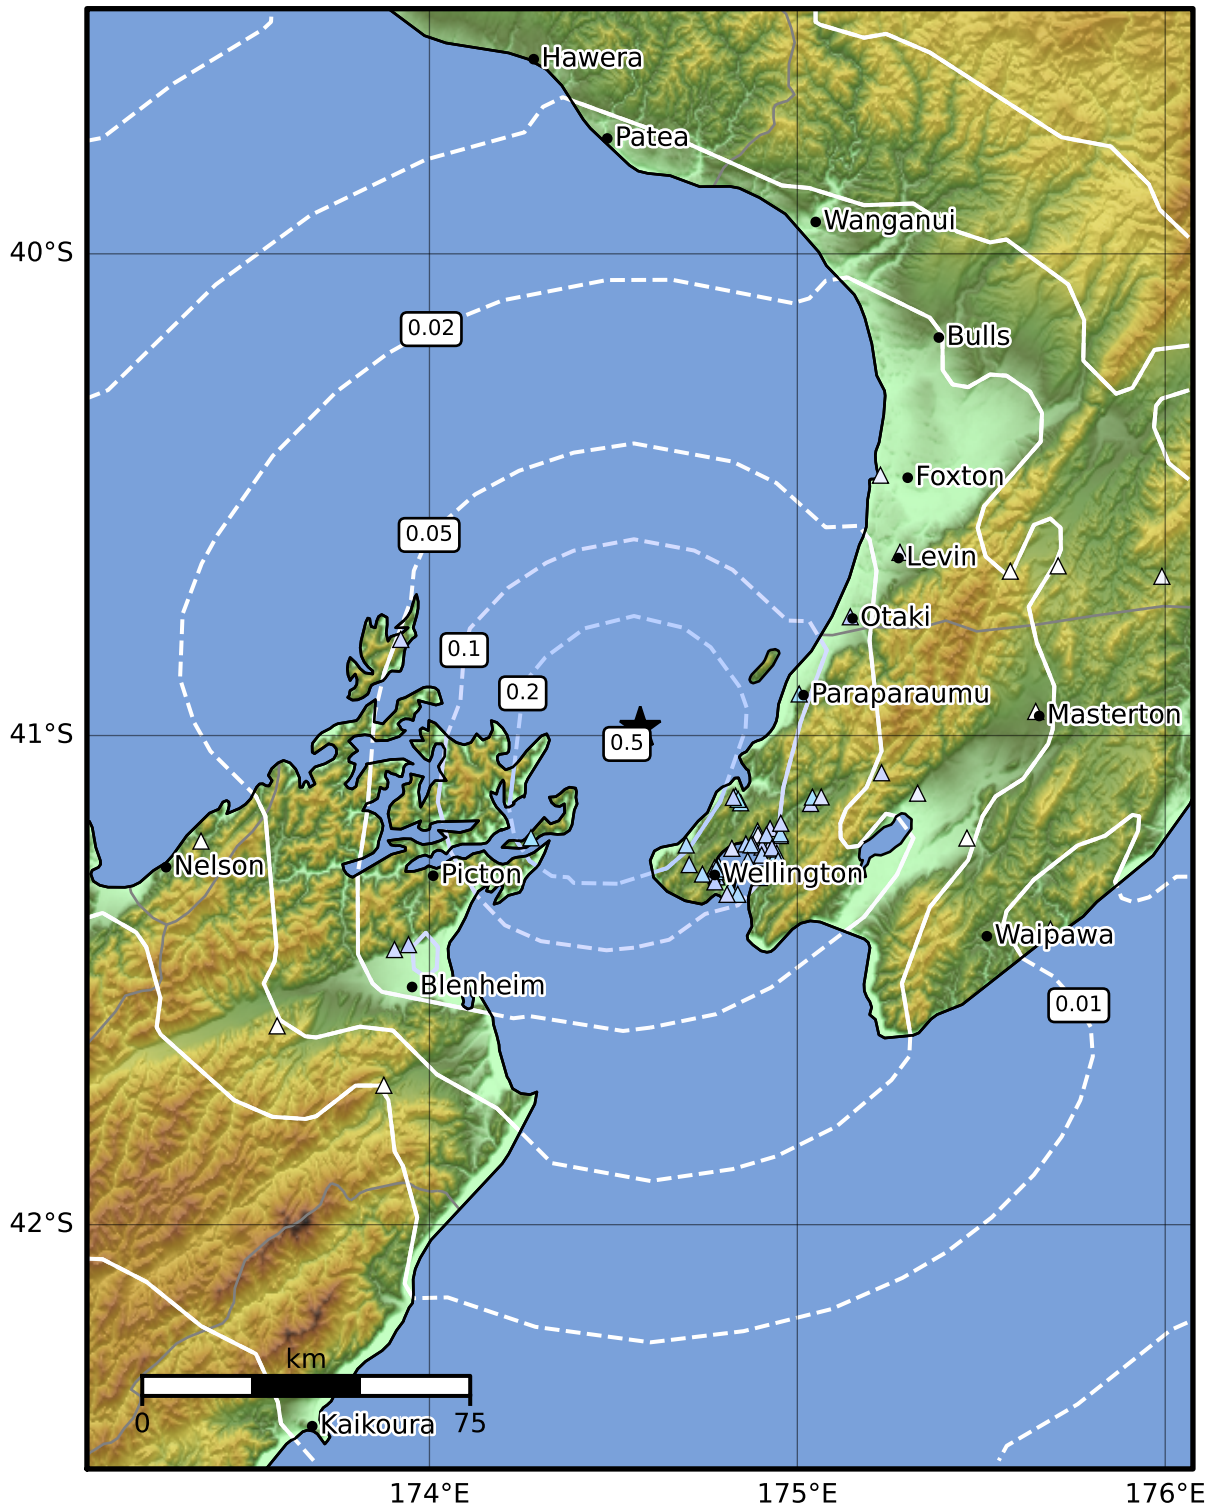 Hawera
Patea
Wanganui
40°S
0.02
Bulls
Foxton
0.05
Levin
Otaki
0.1
0.2
Paraparaumu
Masterton
41°S
0.5
Nelson
Picton
Wellington
Waipawa
Blenheim
0.01
42°S
km
0
75
Kaikoura
174°E
175°E
176°E